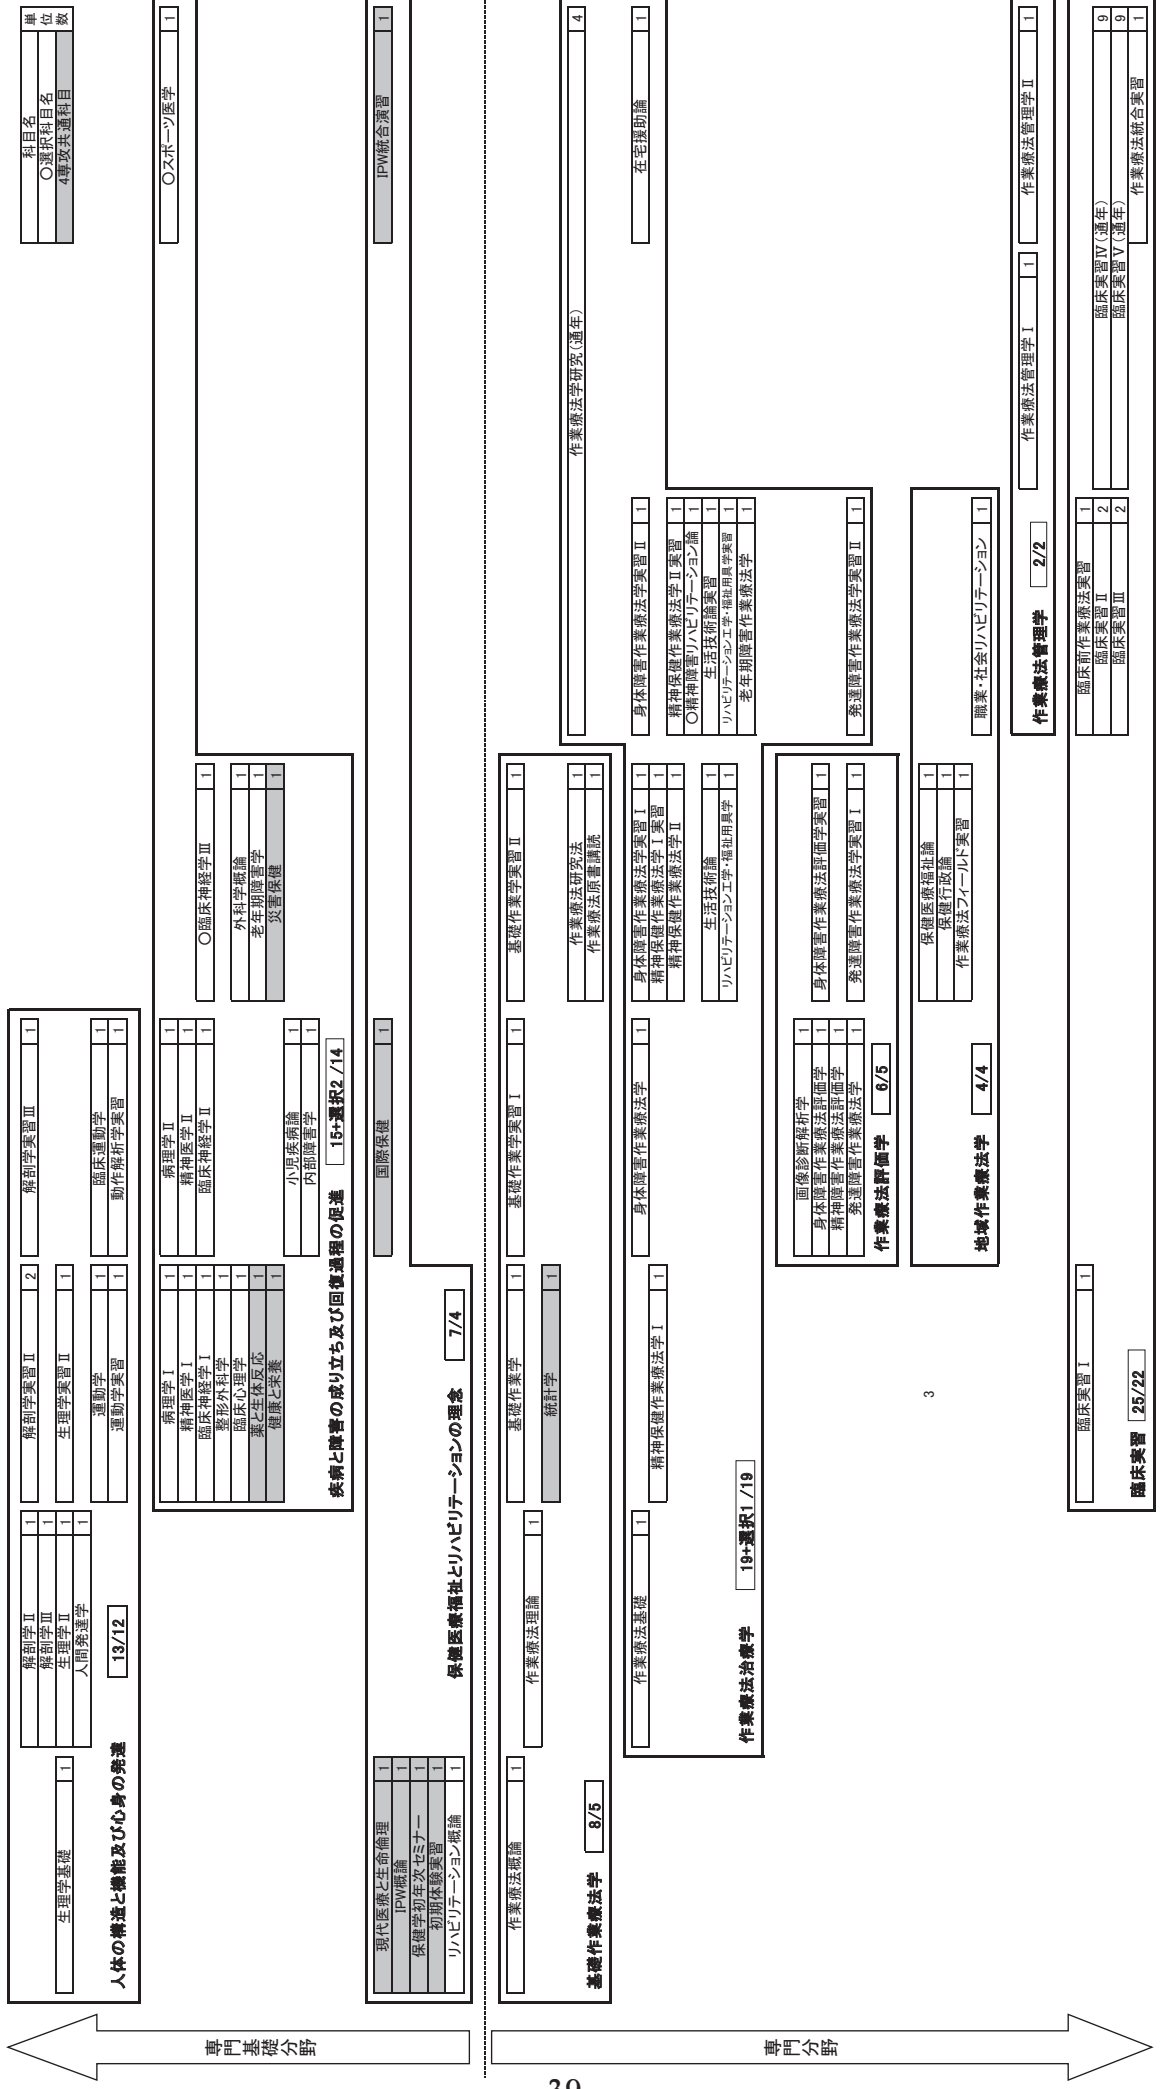 科目名
○選択科目名
4専攻共通科目
単位数
専門基礎分野
人体の構造と機能及び心身の発達
13/12
生理学基礎 1
解剖学Ⅱ 1
解剖学Ⅲ 1
生理学Ⅱ 1
人間発達学 1
解剖学実習Ⅱ 2
生理学実習Ⅱ 1
運動学 1
運動学実習 1
解剖学実習Ⅲ 1
臨床運動学 1
動作解析学実習 1
疾病と障害の成り立ち及び回復過程の促進
15+選択2 /14
病理学Ⅰ 1
精神医学Ⅰ 1
臨床神経学Ⅰ 1
整形外科学 1
臨床心理学 1
薬と生体反応 1
健康と栄養 1
病理学Ⅱ 1
精神医学Ⅱ 1
臨床神経学Ⅱ 1
小児疾病論 1
内部障害学 1
○臨床神経学Ⅲ 1
外科学概論 1
老年期障害学 1
災害保健 1
○スポーツ医学 1
保健医療福祉とリハビリテーションの理念
7/4
現代医療と生命倫理 1
IPW概論 1
保健学初年次セミナー 1
初期体験実習 1
リハビリテーション概論 1
国際保健 1
IPW統合演習 1
専門分野
基礎作業療法学
8/5
作業療法概論 1
作業療法理論 1
基礎作業学 1
統計学 1
基礎作業学実習Ⅰ 1
基礎作業学実習Ⅱ 1
作業療法研究法 1
作業療法原書講読 1
作業療法学研究(通年) 4
作業療法治療学
19+選択1 /19
作業療法基礎 1
精神保健作業療法学Ⅰ 1
身体障害作業療法学 1
身体障害作業療法学実習Ⅰ 1
精神保健作業療法学Ⅰ実習 1
精神保健作業療法学Ⅱ 1
生活技術論 1
リハビリテーション工学・福祉用具学 1
身体障害作業療法学実習Ⅱ 1
精神保健作業療法学Ⅱ実習 1
○精神障害リハビリテーション論 1
生活技術論実習 1
リハビリテーション工学・福祉用具学実習 1
老年期障害作業療法学 1
発達障害作業療法学実習Ⅱ 1
在宅援助論 1
作業療法評価学
6/5
画像診断解析学 1
身体障害作業療法評価学 1
精神障害作業療法評価学 1
発達障害作業療法学 1
身体障害作業療法評価学実習 1
発達障害作業療法学実習Ⅰ 1
地域作業療法学
4/4
保健医療福祉論 1
保健行政論 1
作業療法フィールド実習 1
職業・社会リハビリテーション 1
作業療法管理学
2/2
作業療法管理学Ⅰ 1
作業療法管理学Ⅱ 1
臨床実習
25/22
臨床実習Ⅰ 1
臨床前作業療法実習 1
臨床実習Ⅱ 2
臨床実習Ⅲ 2
臨床実習Ⅳ(通年) 9
臨床実習Ⅴ(通年) 9
作業療法統合実習 1
3